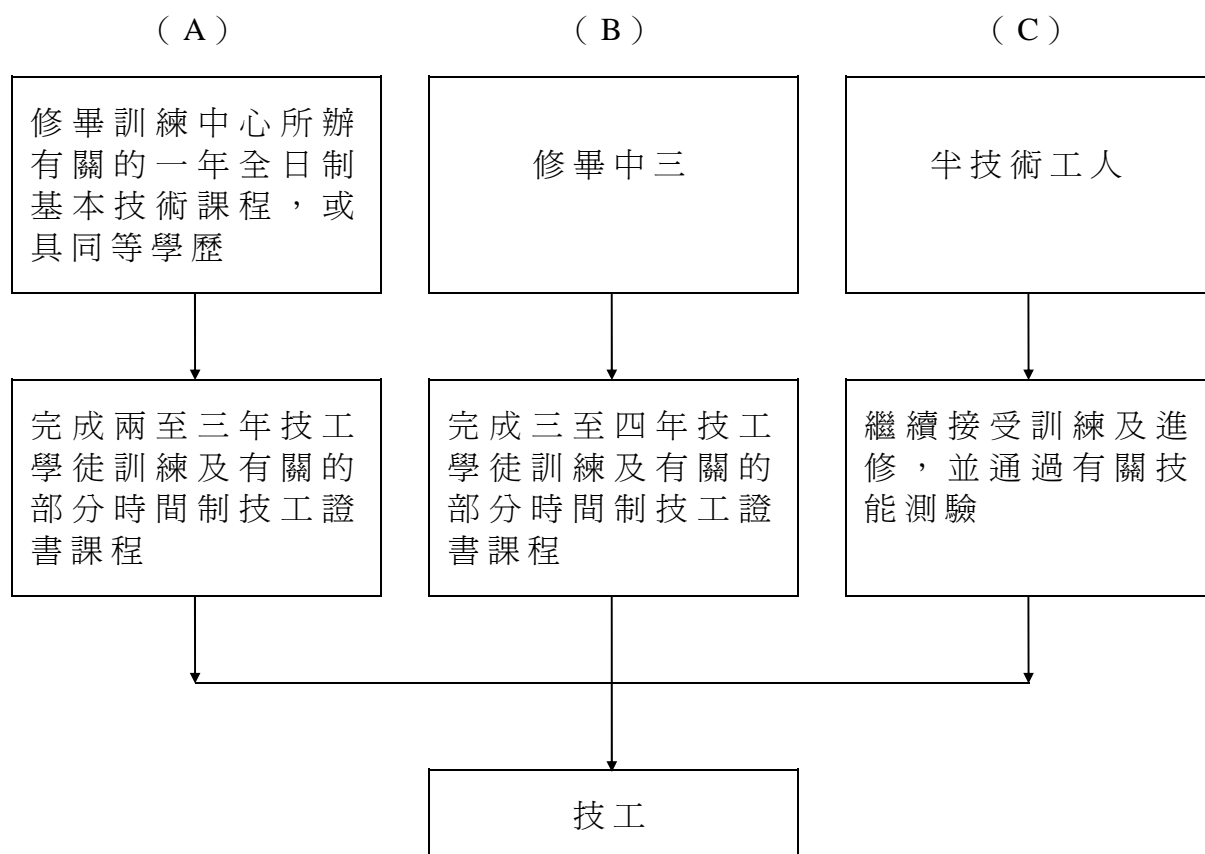 （A）
（B）
（C）
修畢訓練中心所辦
有關的一年全日制
基本技術課程，或
具同等學歷
修畢中三
半技術工人
完成兩至三年技工
學徒訓練及有關的
部分時間制技工證
書課程
完成三至四年技工
學徒訓練及有關的
部分時間制技工證
書課程
繼續接受訓練及進
修，並通過有關技
能測驗
技工